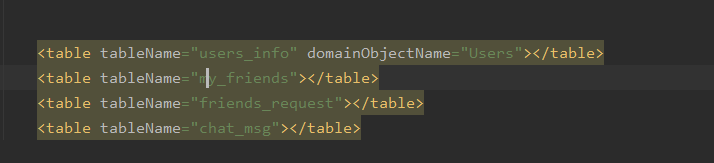 <table tableName="users_info" domainObjectName="Users"></table>
<table tableName="my_friends"></table>
<table tableName="friends_request"></table>
<table tableName="chat_msg"></table>